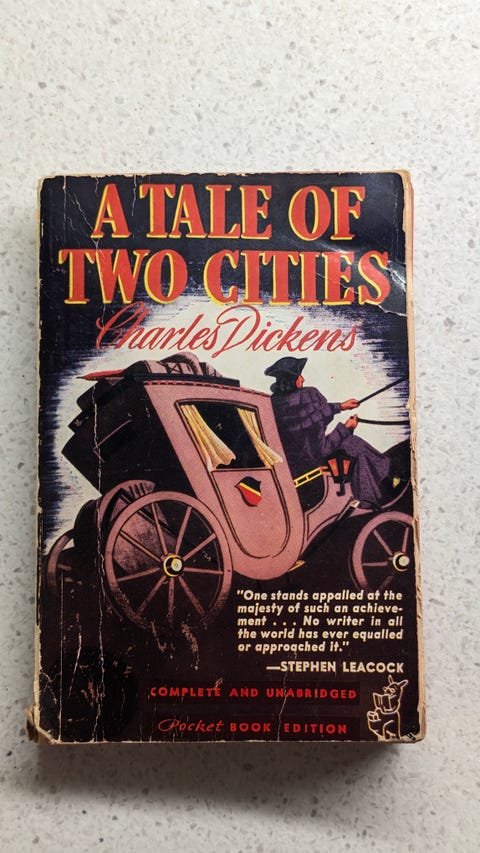 A TALE OF
TWO CITIES
Charles Dickens
"One stands appalled at the
majesty of such an achieve-
ment . . . No writer in all
the world has ever equalled
or approached it."
—STEPHEN LEACOCK
COMPLETE AND UNABRIDGED
Pocket BOOK EDITION